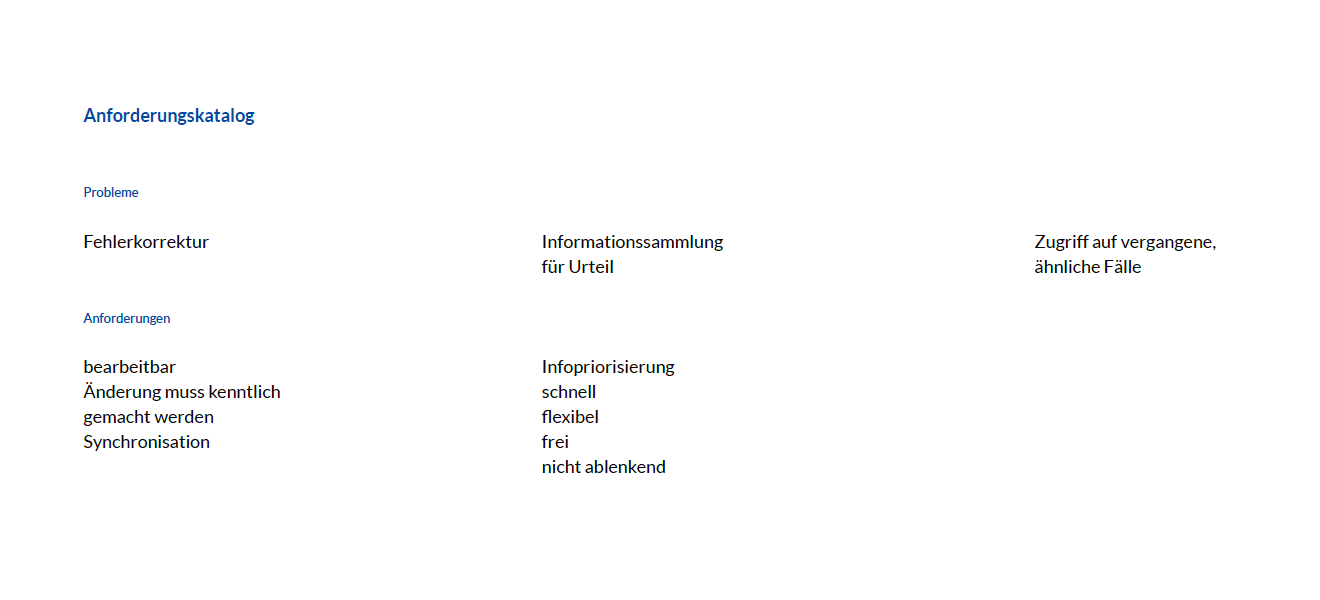 Anforderungskatalog
Probleme
Fehlerkorrektur
Informationssammlung
für Urteil
Zugriff auf vergangene,
ähnliche Fälle
Anforderungen
bearbeitbar
Änderung muss kenntlich
gemacht werden
Synchronisation
Infopriorisierung
schnell
flexibel
frei
nicht ablenkend